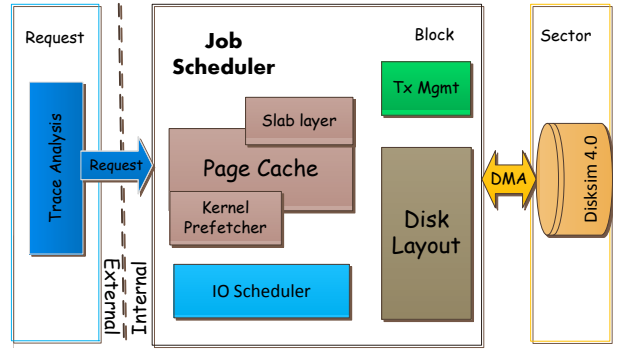 Request
Job
Scheduler
Block
Sector
Tx Mgmt
Slab layer
Trace Analysis
Request
Page Cache
Kernel
Prefetcher
Disk
Layout
DMA
Disksim 4.0
IO Scheduler
External
Internal